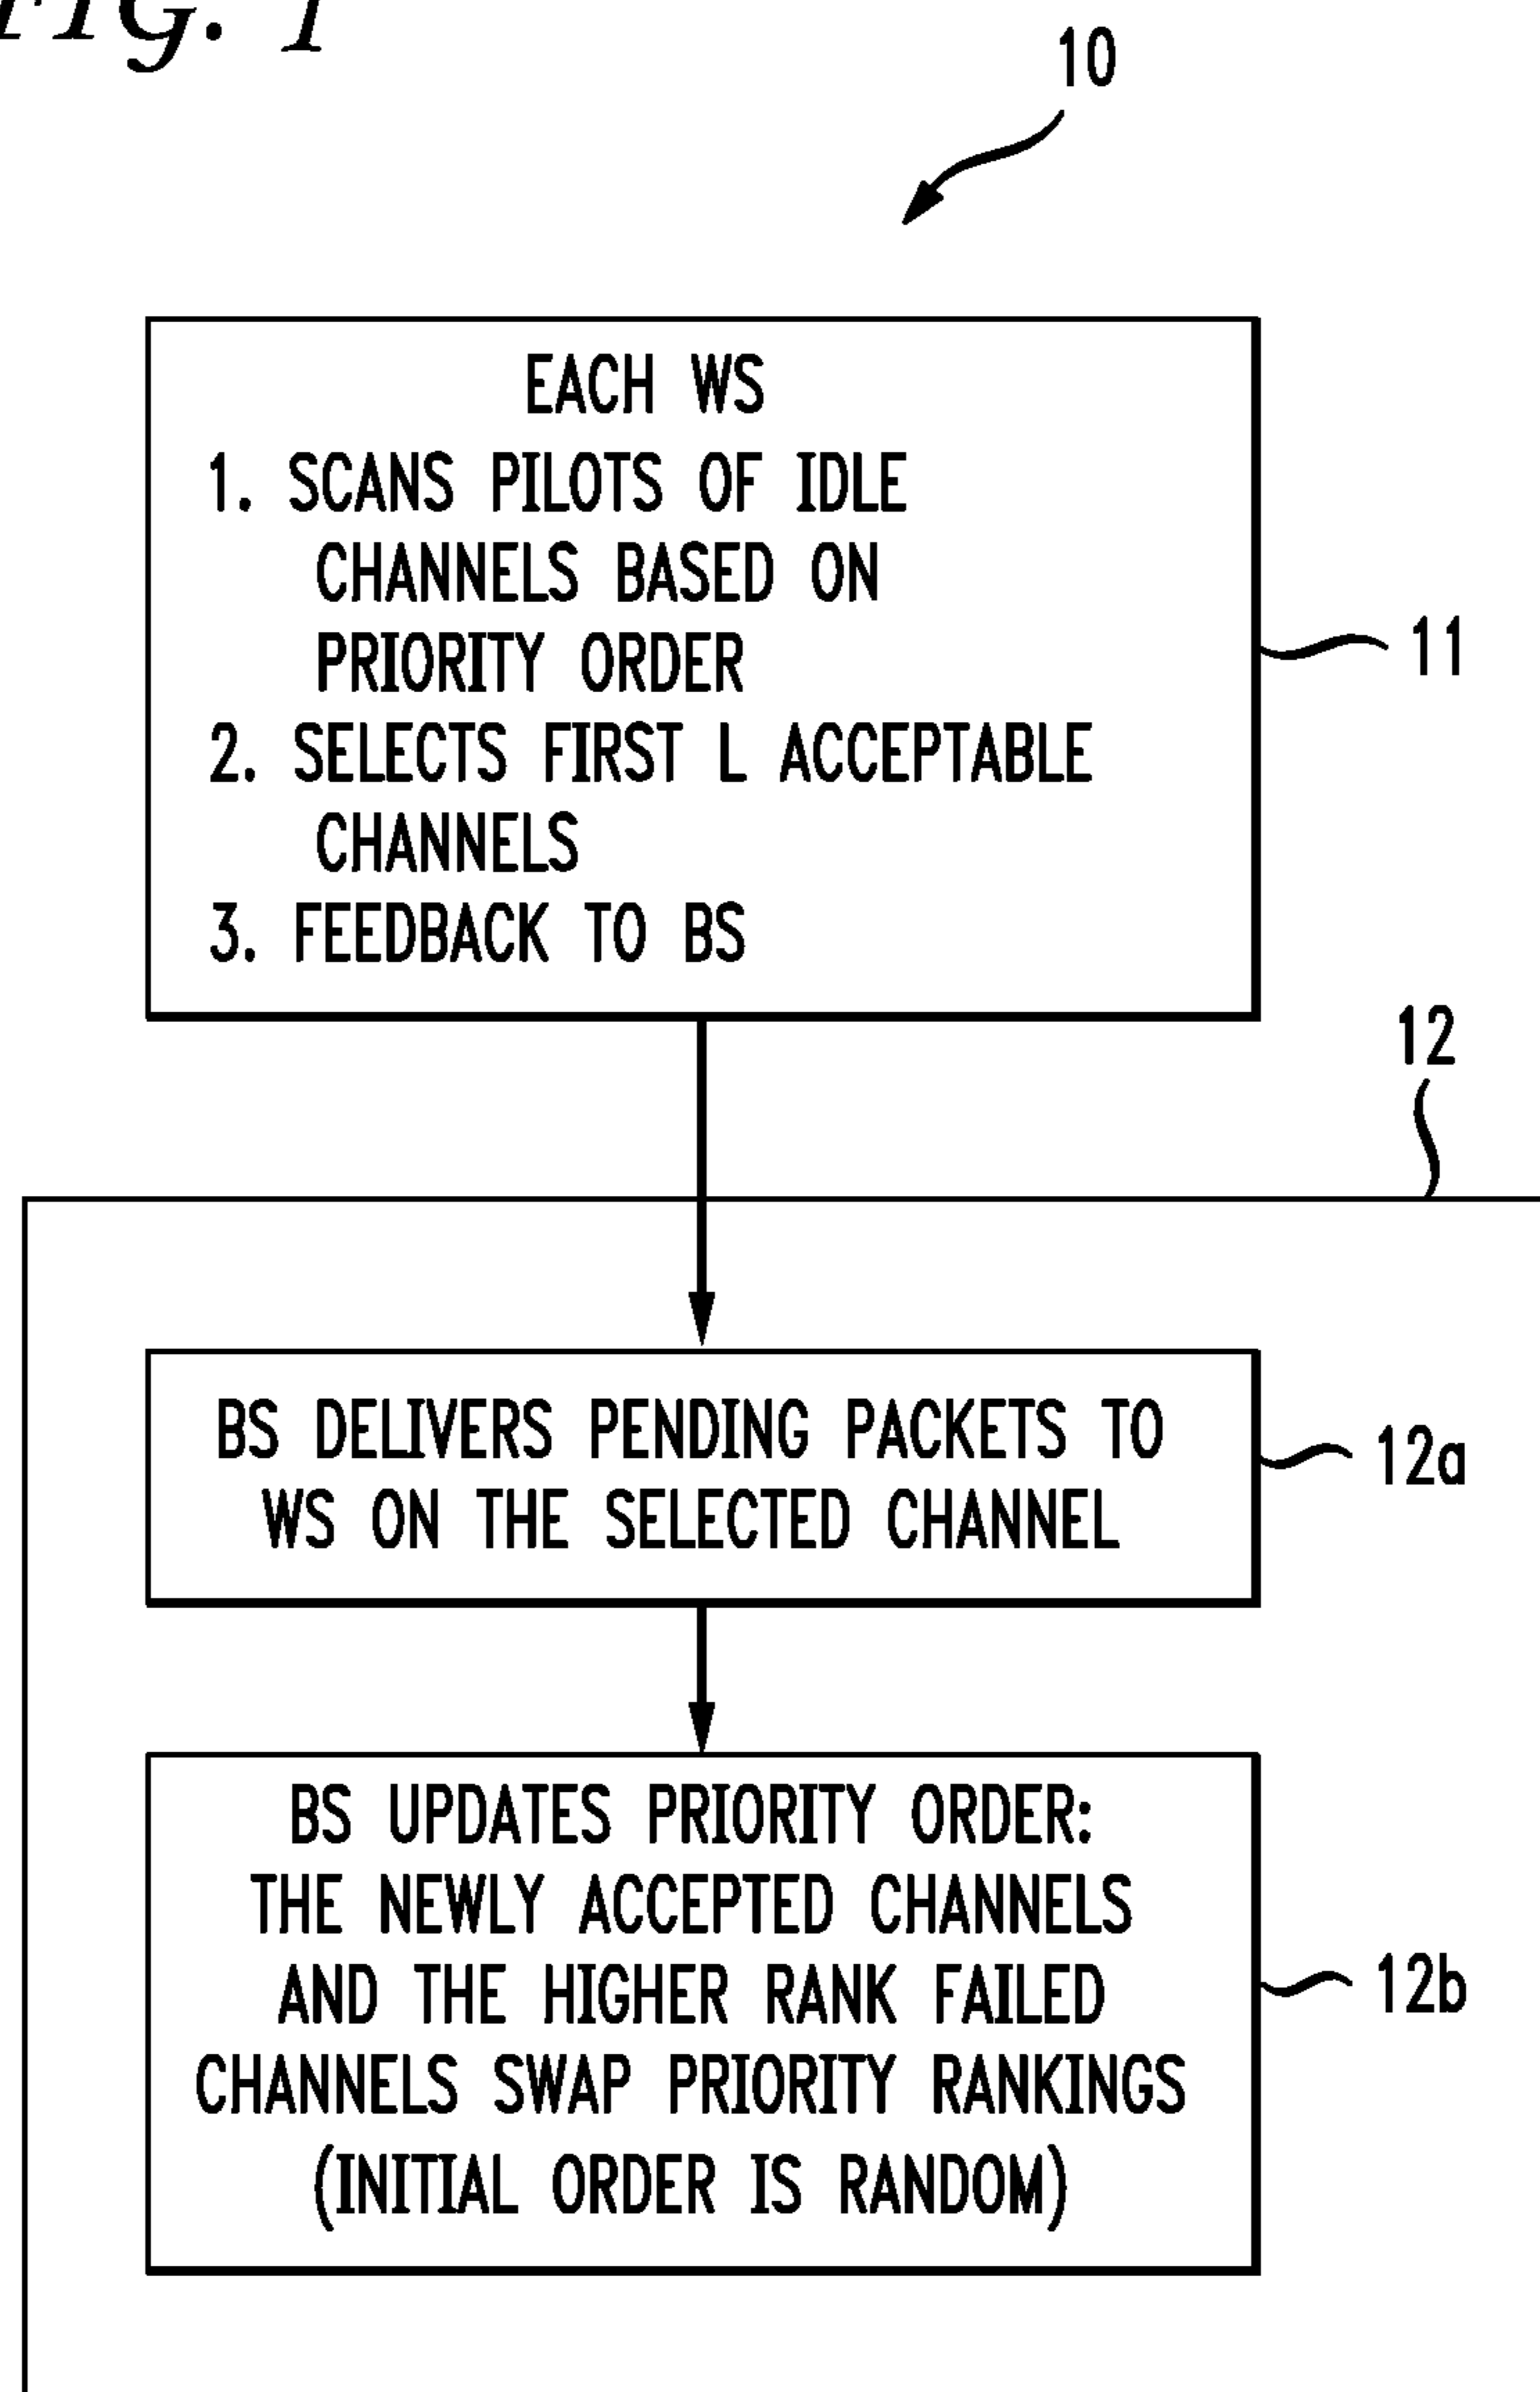 FIG. 1
10
EACH WS
1. SCANS PILOTS OF IDLE
CHANNELS BASED ON
PRIORITY ORDER
2. SELECTS FIRST L ACCEPTABLE
CHANNELS
3. FEEDBACK TO BS
11
12
BS DELIVERS PENDING PACKETS TO
WS ON THE SELECTED CHANNEL
12a
BS UPDATES PRIORITY ORDER:
THE NEWLY ACCEPTED CHANNELS
AND THE HIGHER RANK FAILED
CHANNELS SWAP PRIORITY RANKINGS
(INITIAL ORDER IS RANDOM)
12b